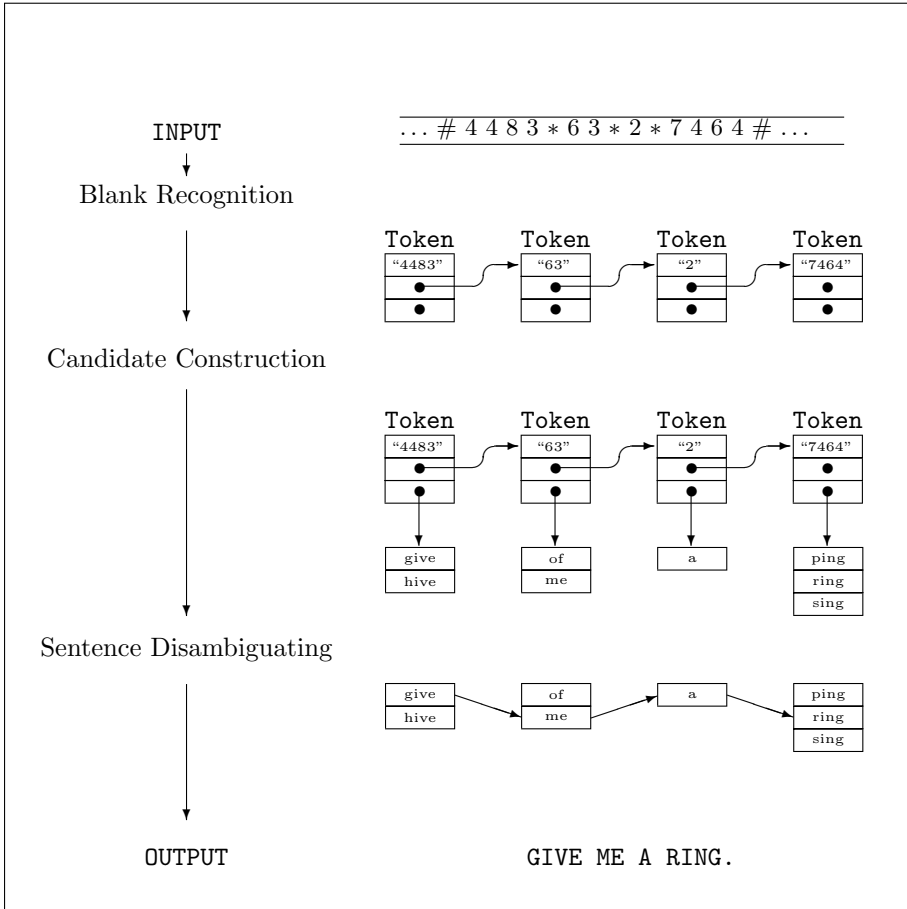 INPUT
… # 4 4 8 3 ∗ 6 3 ∗ 2 ∗ 7 4 6 4 # …
Blank Recognition
Token Token Token Token
“4483” “63” “2” “7464”
Candidate Construction
Token Token Token Token
“4483” “63” “2” “7464”
give of a ping
hive me ring
sing
Sentence Disambiguating
give of a ping
hive me ring
sing
OUTPUT GIVE ME A RING.